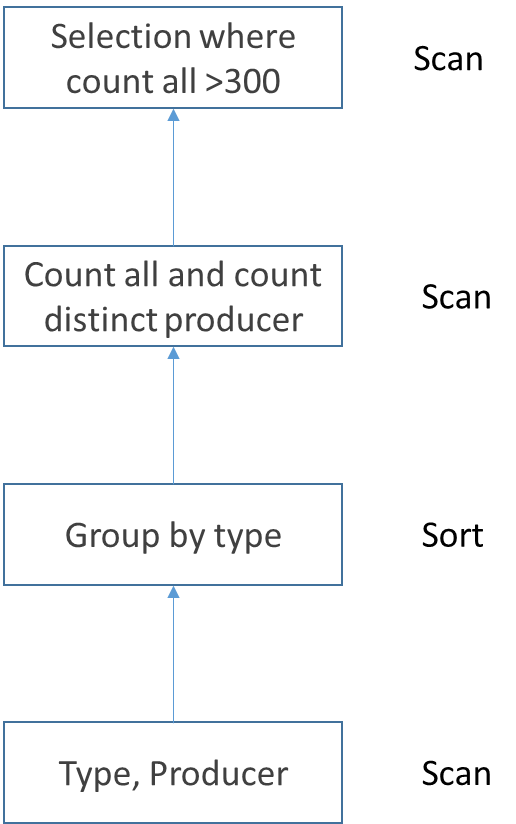 Selection where
count all >300
Scan
Count all and count
distinct producer
Scan
Group by type
Sort
Type, Producer
Scan